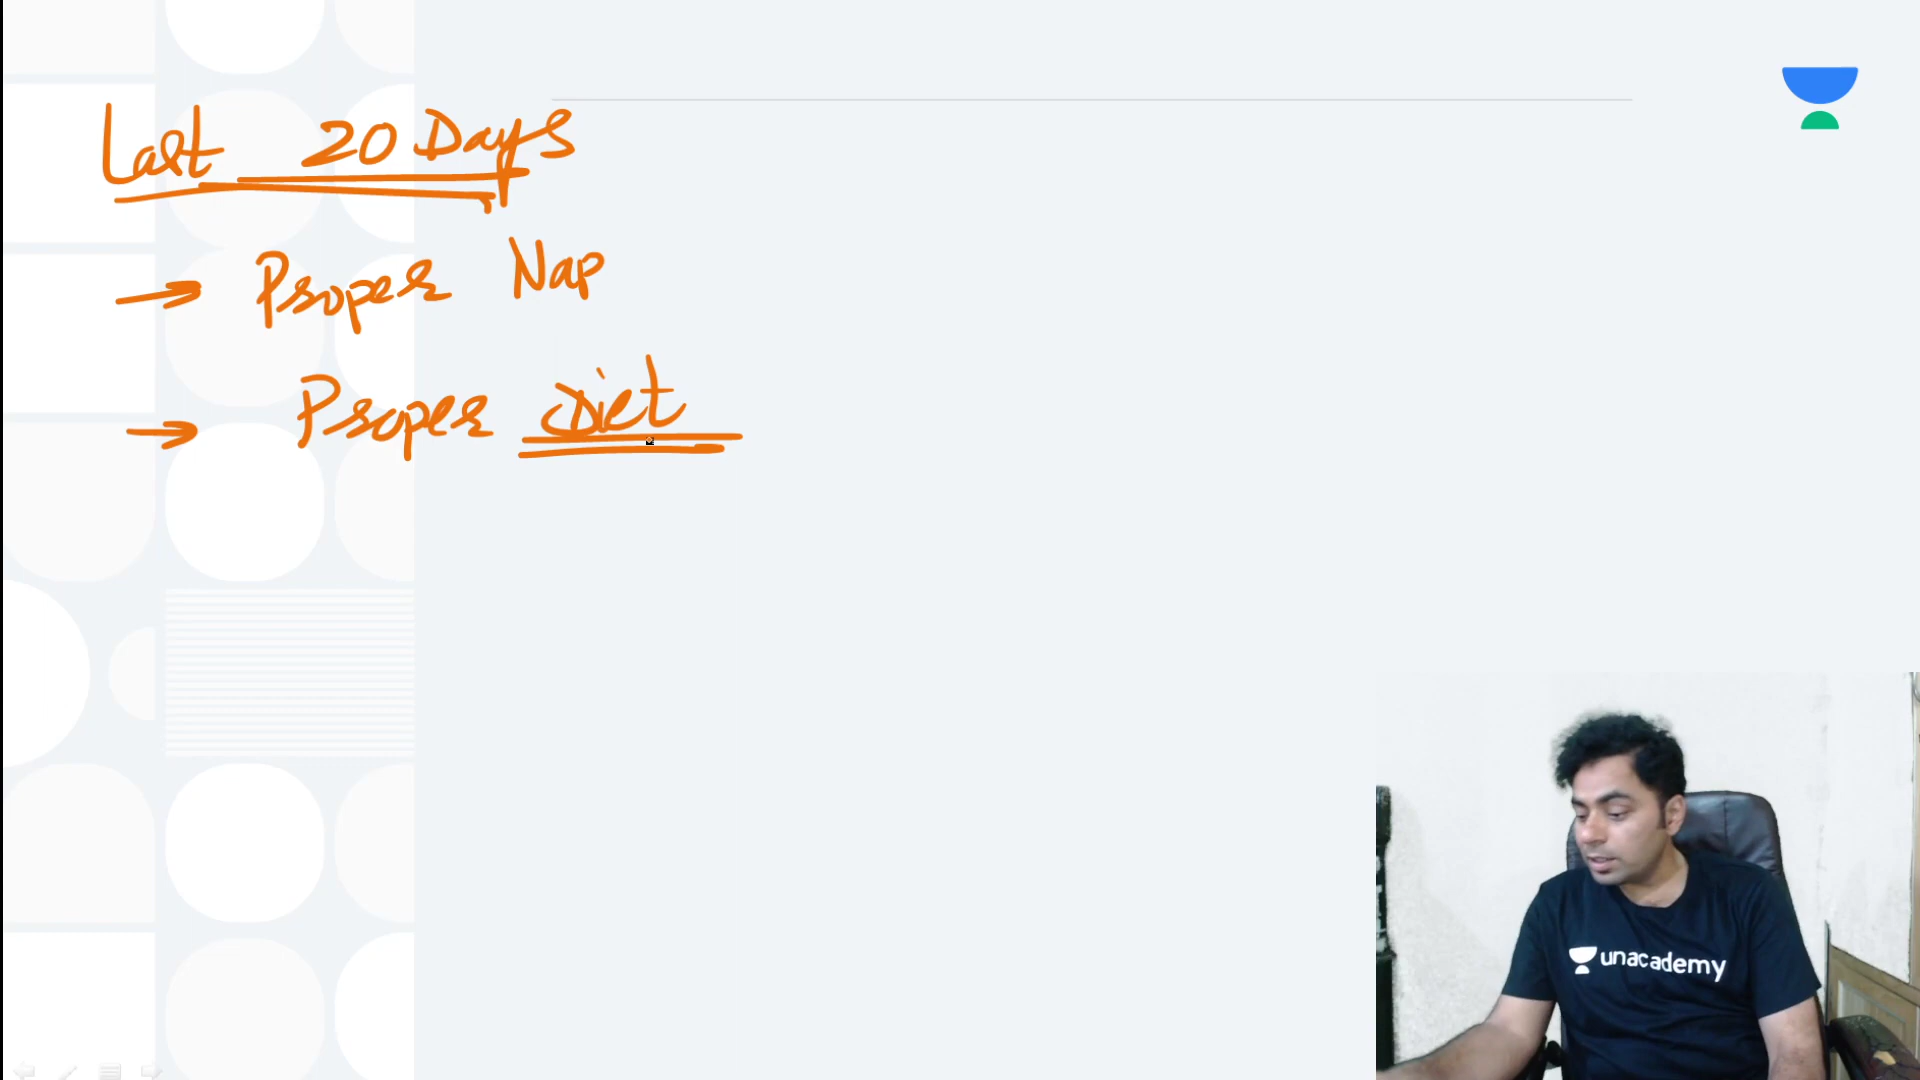 Last 20 Days
→ Proper Nap
→ Proper Diet
unacademy